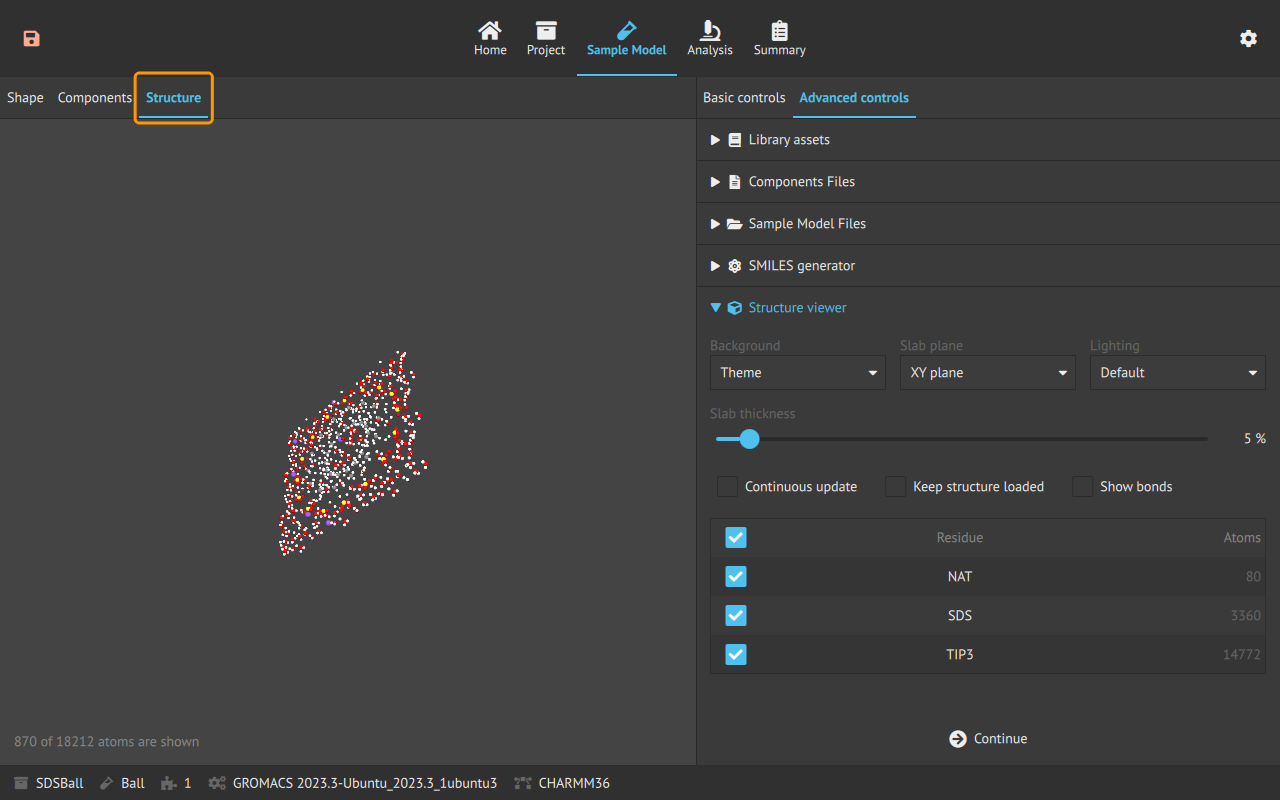 Home Project Sample Model Analysis Summary
Shape Components Structure
Basic controls Advanced controls
Library assets
Components Files
Sample Model Files
SMILES generator
Structure viewer
Background Slab plane Lighting
Theme XY plane Default
Slab thickness
5 %
Continuous update Keep structure loaded Show bonds
Residue Atoms
NAT 80
SDS 3360
TIP3 14772
870 of 18212 atoms are shown
Continue
SDSBall Ball 1 GROMACS 2023.3-Ubuntu_2023.3_1ubuntu3 CHARMM36